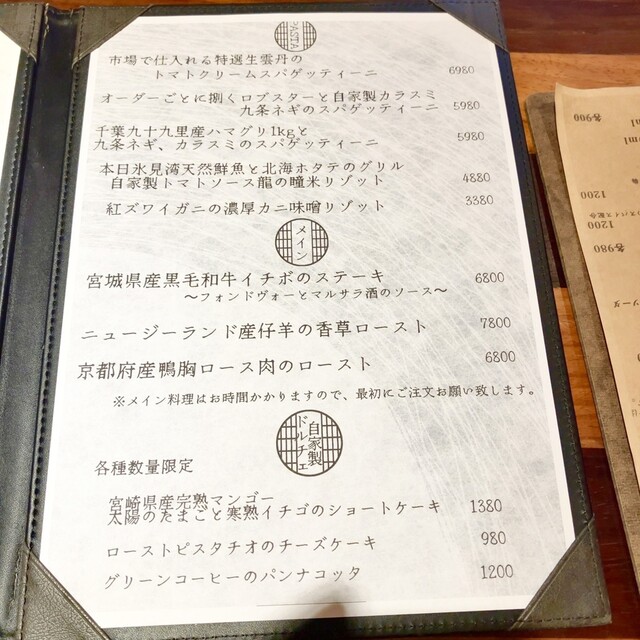 PASTA
市場で仕入れる特選生雲丹の
トマトクリームスパゲッティーニ 6980
オーダーごとに捌くロブスターと自家製カラスミ
九条ネギのスパゲッティーニ 5980
千葉九十九里産ハマグリ1kgと
九条ネギ、カラスミのスパゲッティーニ 5980
本日氷見湾天然鮮魚と北海ホタテのグリル
自家製トマトソース龍の瞳米リゾット 4880
紅ズワイガニの濃厚カニ味噌リゾット 3380
メイン
宮城県産黒毛和牛イチボのステーキ 6800
～フォンドヴォーとマルサラ酒のソース～
ニュージーランド産仔羊の香草ロースト 7800
京都府産鴨胸ロース肉のロースト 6800
※メイン料理はお時間かかりますので、最初にご注文お願い致します。
自家製
ドルチェ
各種数量限定
宮崎県産完熟マンゴー
太陽のたまごと寒熟イチゴのショートケーキ 1380
ローストピスタチオのチーズケーキ 980
グリーンコーヒーのパンナコッタ 1200
各900
1200
1200
各980